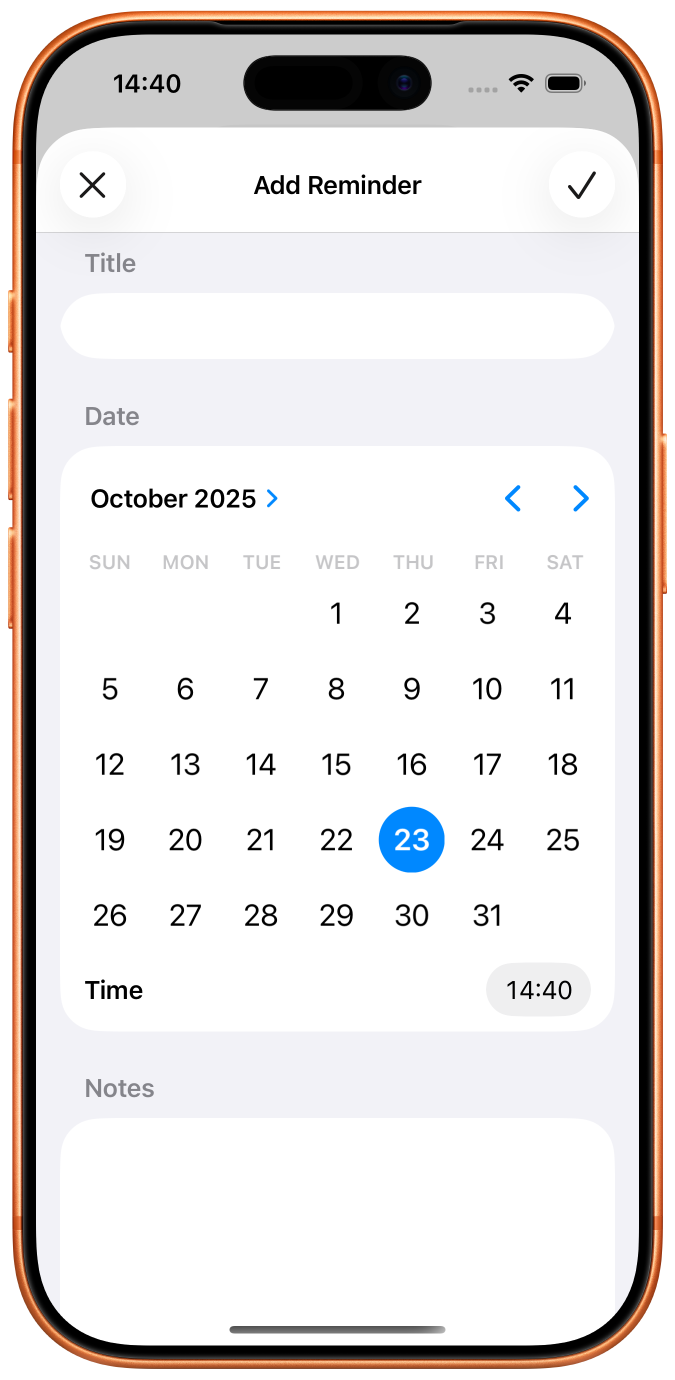 14:40
Add Reminder
Title
Date
October 2025
SUN MON TUE WED THU FRI SAT
1 2 3 4
5 6 7 8 9 10 11
12 13 14 15 16 17 18
19 20 21 22 23 24 25
26 27 28 29 30 31
Time 14:40
Notes